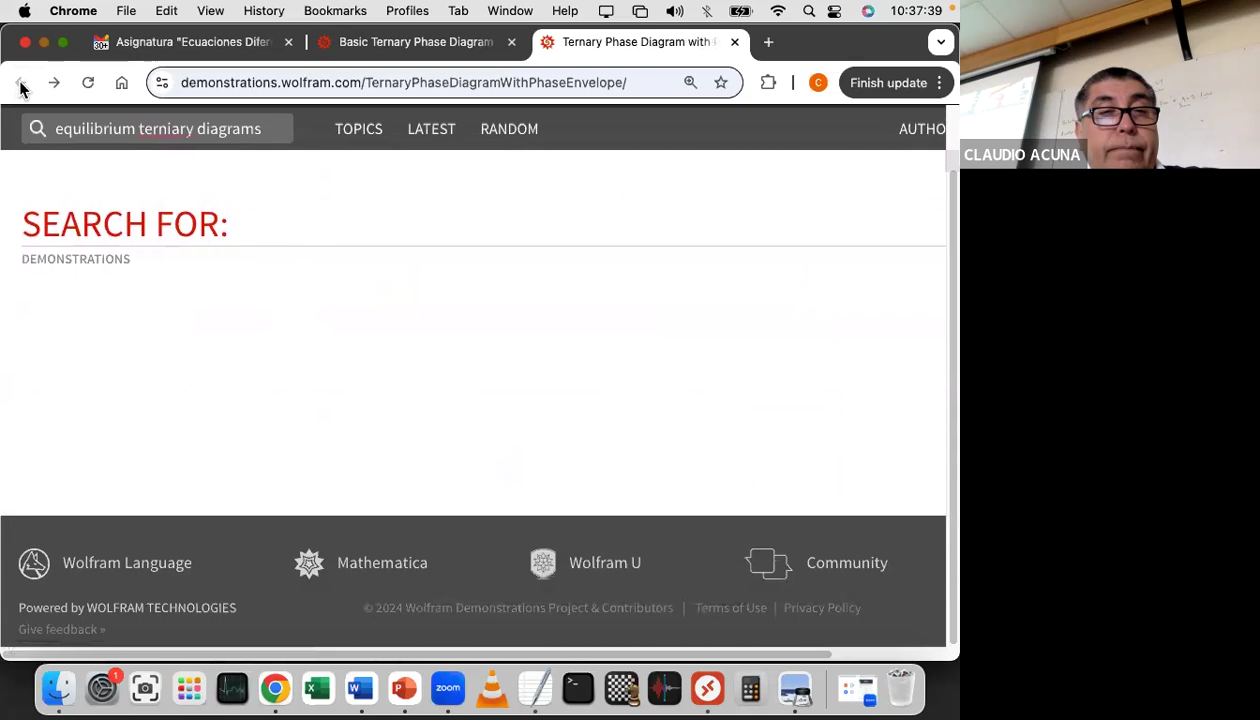 Chrome File Edit View History Bookmarks Profiles Tab Window Help 10:37:39
30+ Asignatura "Ecuaciones Difer Basic Ternary Phase Diagram Ternary Phase Diagram with P
demonstrations.wolfram.com/TernaryPhaseDiagramWithPhaseEnvelope/ C Finish update
equilibrium terniary diagrams TOPICS LATEST RANDOM AUTHO
CLAUDIO ACUNA
SEARCH FOR:
DEMONSTRATIONS
Wolfram Language Mathematica Wolfram U Community
Powered by WOLFRAM TECHNOLOGIES © 2024 Wolfram Demonstrations Project & Contributors | Terms of Use | Privacy Policy
Give feedback »
1 zoom